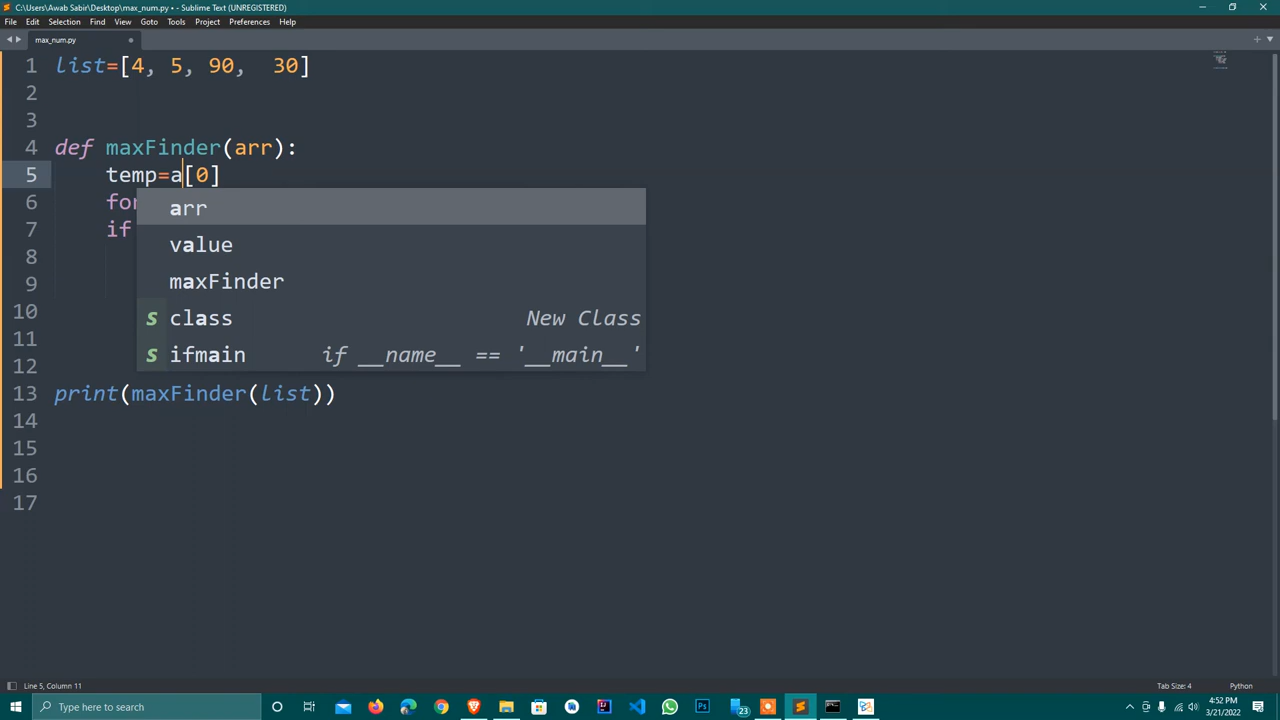 C:\Users\Awab Sabir\Desktop\max_num.py • - Sublime Text (UNREGISTERED)
File Edit Selection Find View Goto Tools Project Preferences Help
max_num.py
1 list=[4, 5, 90,  30]
2
3
4 def maxFinder(arr):
5 temp=a[0]
6 for
arr
7 if
8
value
9
maxFinder
10
class New Class
11
12
ifmain if __name__ == '__main__'
13 print(maxFinder(list))
14
15
16
17
Line 5, Column 11 Tab Size: 4 Python
Type here to search 23 4:52 PM
3/21/2022